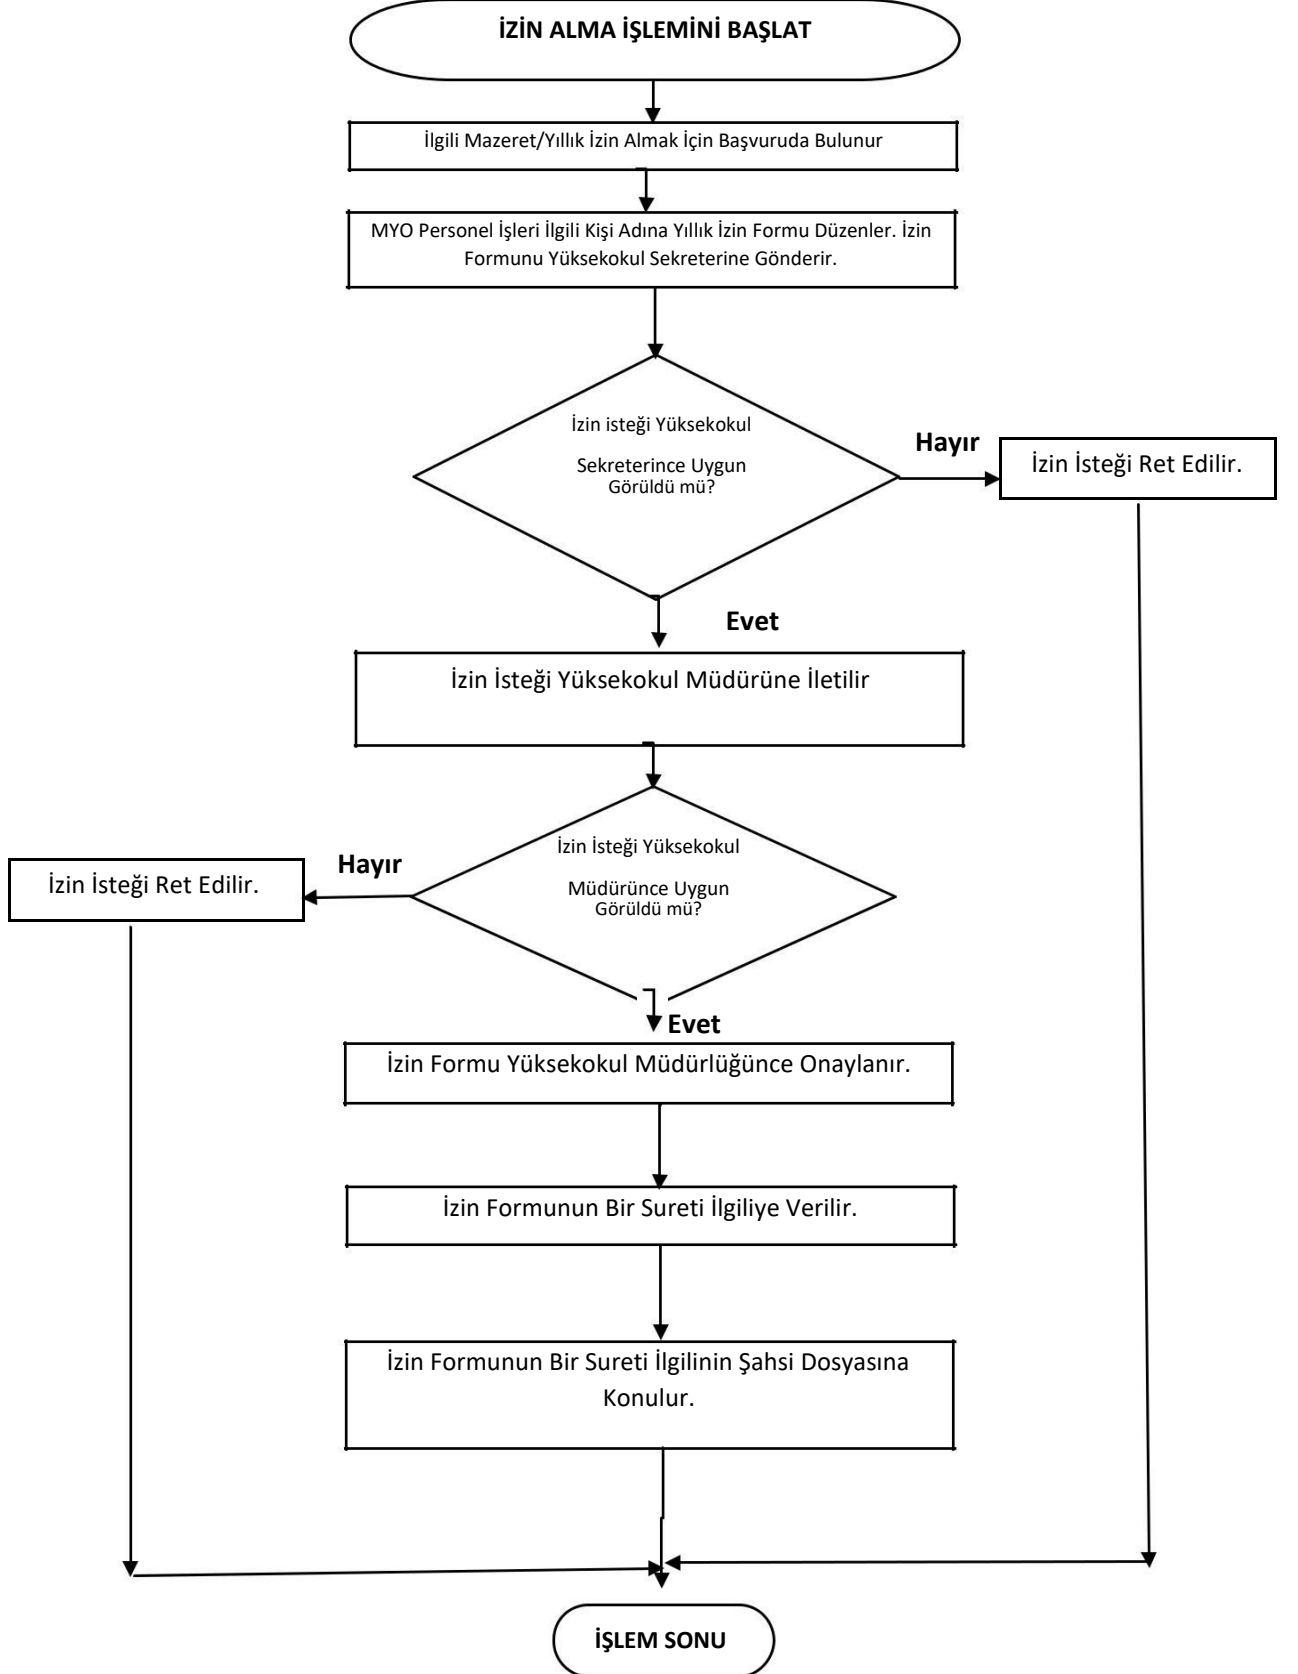 İZİN ALMA İŞLEMİNİ BAŞLAT
İlgili Mazeret/Yıllık İzin Almak İçin Başvuruda Bulunur
MYO Personel İşleri İlgili Kişi Adına Yıllık İzin Formu Düzenler. İzin
Formunu Yüksekokul Sekreterine Gönderir.
İzin isteği Yüksekokul
Sekreterince Uygun
Görüldü mü?
Hayır
İzin İsteği Ret Edilir.
Evet
İzin İsteği Yüksekokul Müdürüne İletilir
İzin İsteği Yüksekokul
Müdürünce Uygun
Görüldü mü?
Hayır
İzin İsteği Ret Edilir.
Evet
İzin Formu Yüksekokul Müdürlüğünce Onaylanır.
İzin Formunun Bir Sureti İlgiliye Verilir.
İzin Formunun Bir Sureti İlgilinin Şahsi Dosyasına
Konulur.
İŞLEM SONU